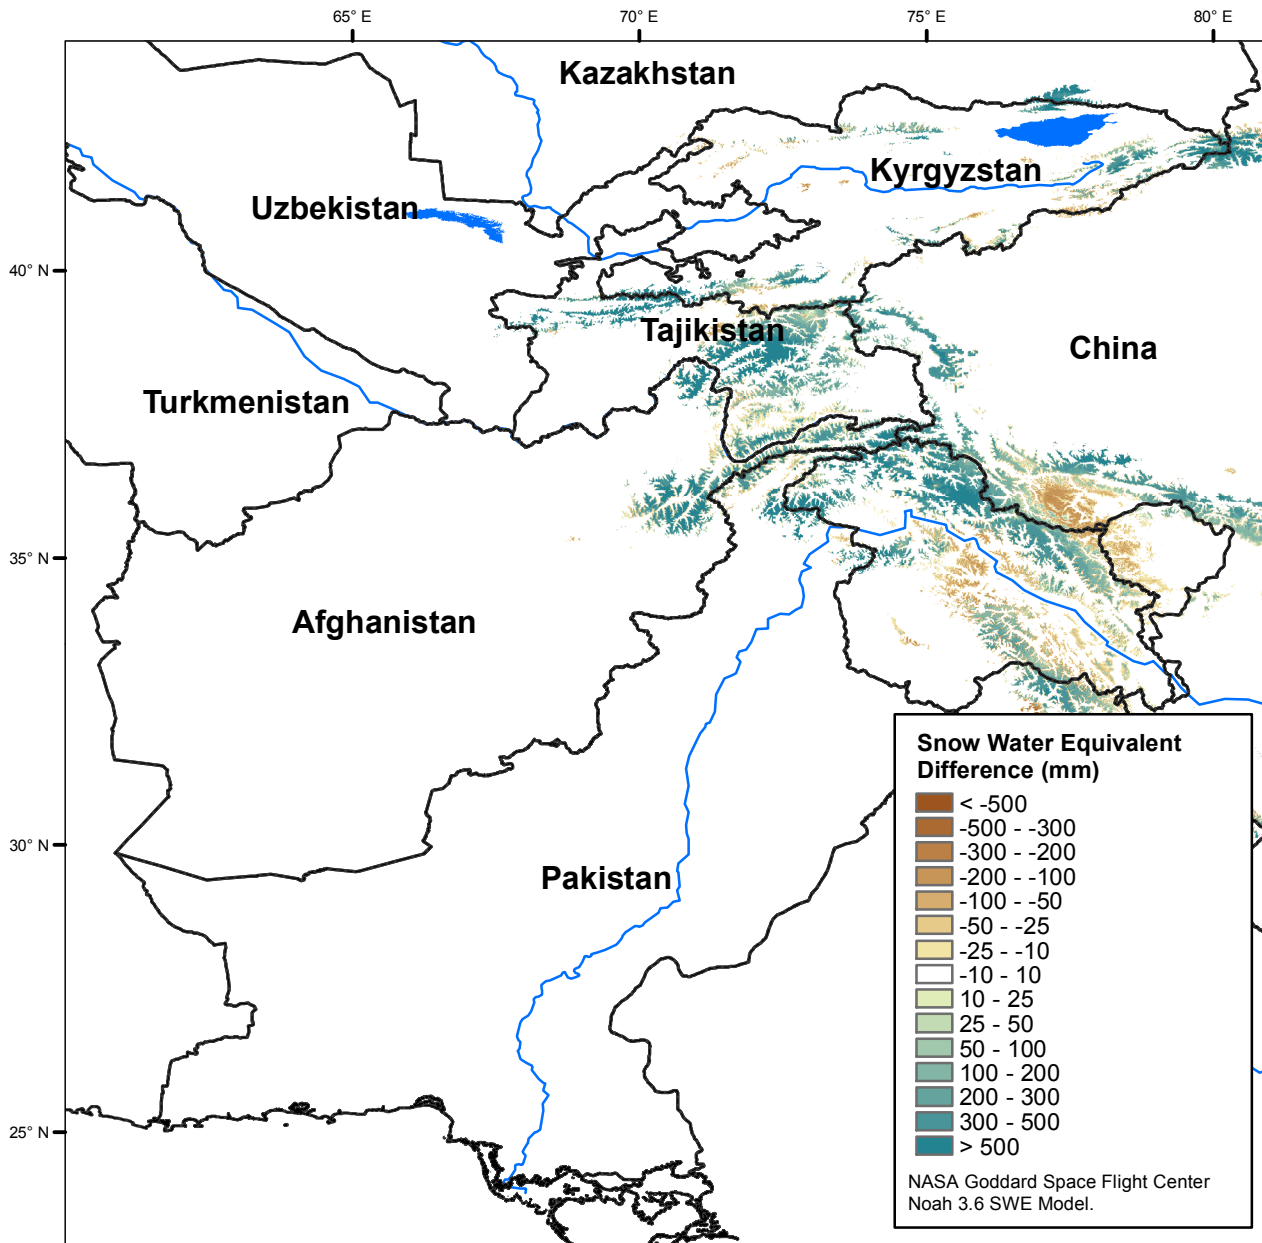 65° E
70° E
75° E
80° E
Kazakhstan
Kyrgyzstan
Uzbekistan
40° N
Tajikistan
China
Turkmenistan
35° N
Afghanistan
Snow Water Equivalent
Difference (mm)
< -500
-500 - -300
-300 - -200
-200 - -100
-100 - -50
-50 - -25
-25 - -10
-10 - 10
10 - 25
25 - 50
50 - 100
100 - 200
200 - 300
300 - 500
> 500
NASA Goddard Space Flight Center
Noah 3.6 SWE Model.
30° N
Pakistan
25° N